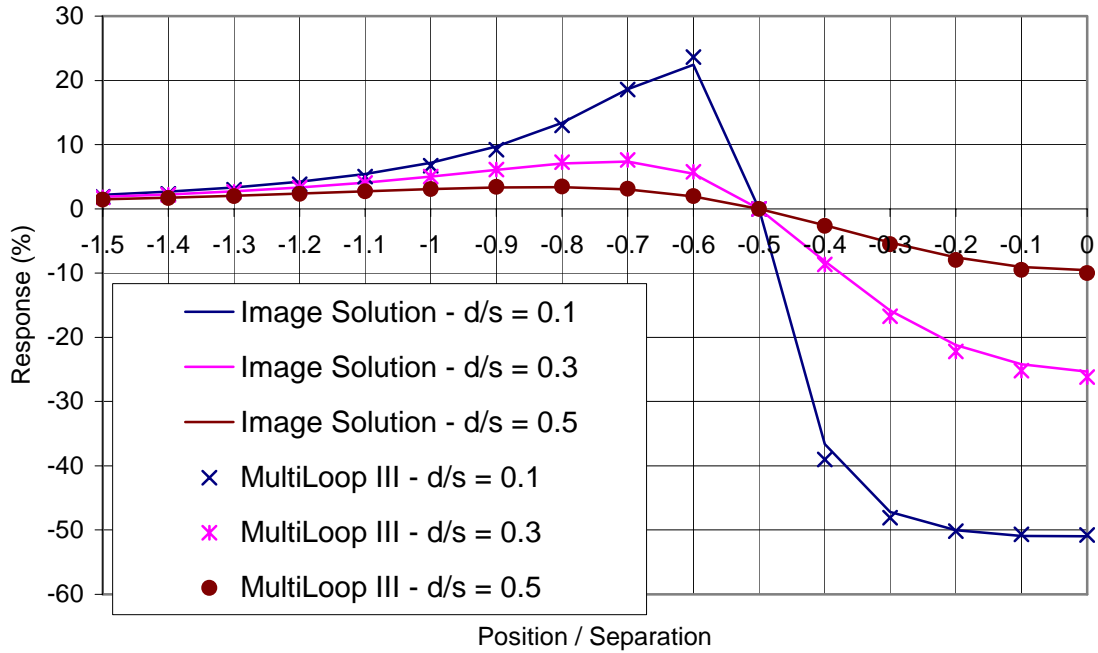 30
20
10
0
-10
-20
-30
-40
-50
-60
Response (%)
-1.5 -1.4 -1.3 -1.2 -1.1 -1 -0.9 -0.8 -0.7 -0.6 -0.5 -0.4 -0.3 -0.2 -0.1 0
Image Solution - d/s = 0.1
Image Solution - d/s = 0.3
Image Solution - d/s = 0.5
MultiLoop III - d/s = 0.1
MultiLoop III - d/s = 0.3
MultiLoop III - d/s = 0.5
Position / Separation